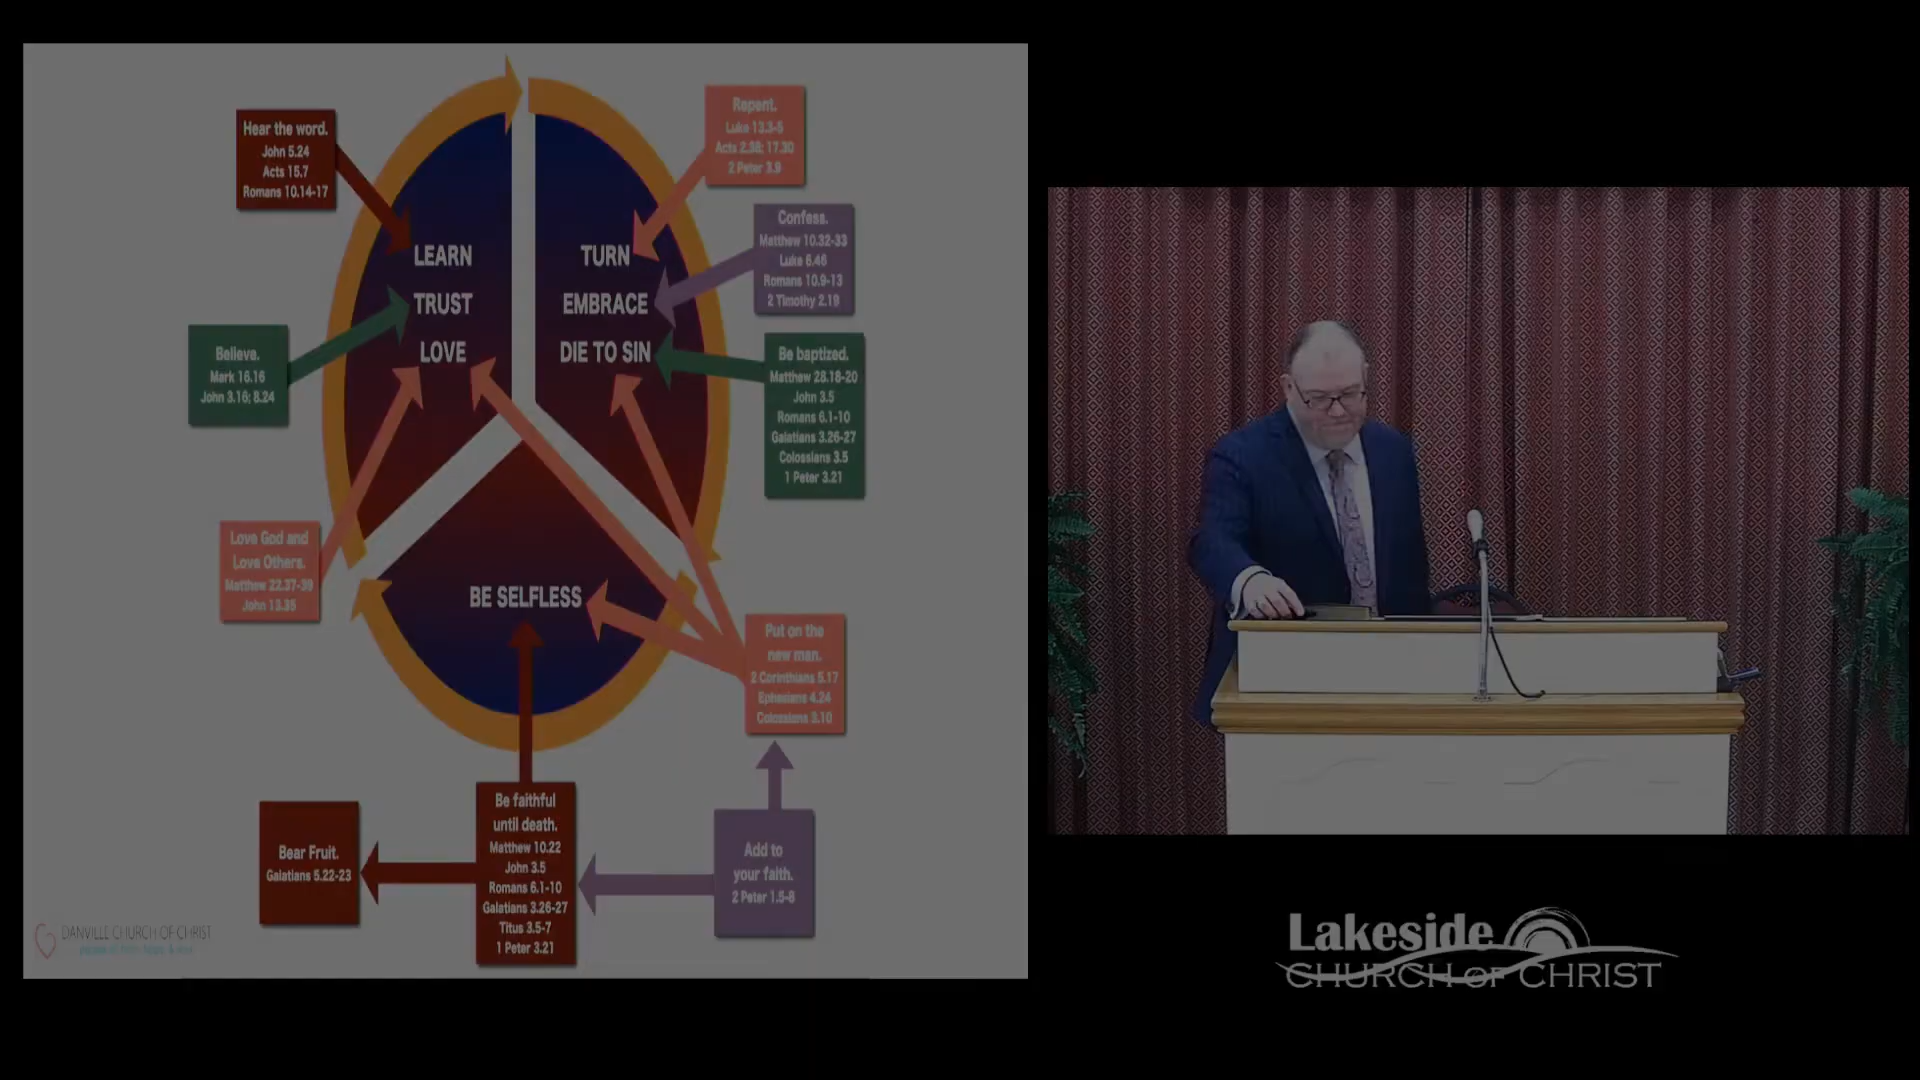 Hear the word.
John 5.24
Acts 15.7
Romans 10.14-17
Repent.
Luke 13.3-5
Acts 2.38; 17.30
2 Peter 3.9
Confess.
Matthew 10.32-33
Luke 6.46
Romans 10.9-13
2 Timothy 2.19
LEARN
TRUST
LOVE
TURN
EMBRACE
DIE TO SIN
Believe.
Mark 16.16
John 3.16; 8.24
Be baptized.
Matthew 28.18-20
John 3.5
Romans 6.1-10
Galatians 3.26-27
Colossians 3.5
1 Peter 3.21
Love God and
Love Others.
Matthew 22.37-39
John 13.35
BE SELFLESS
Put on the
new man.
2 Corinthians 5.17
Ephesians 4.24
Colossians 3.10
Bear Fruit.
Galatians 5.22-23
Be faithful
until death.
Matthew 10.22
John 3.5
Romans 6.1-10
Galatians 3.26-27
Titus 3.5-7
1 Peter 3.21
Add to
your faith.
2 Peter 1.5-8
DANVILLE CHURCH OF CHRIST
people of faith, hope, &
Lakeside
CHURCH OF CHRIST